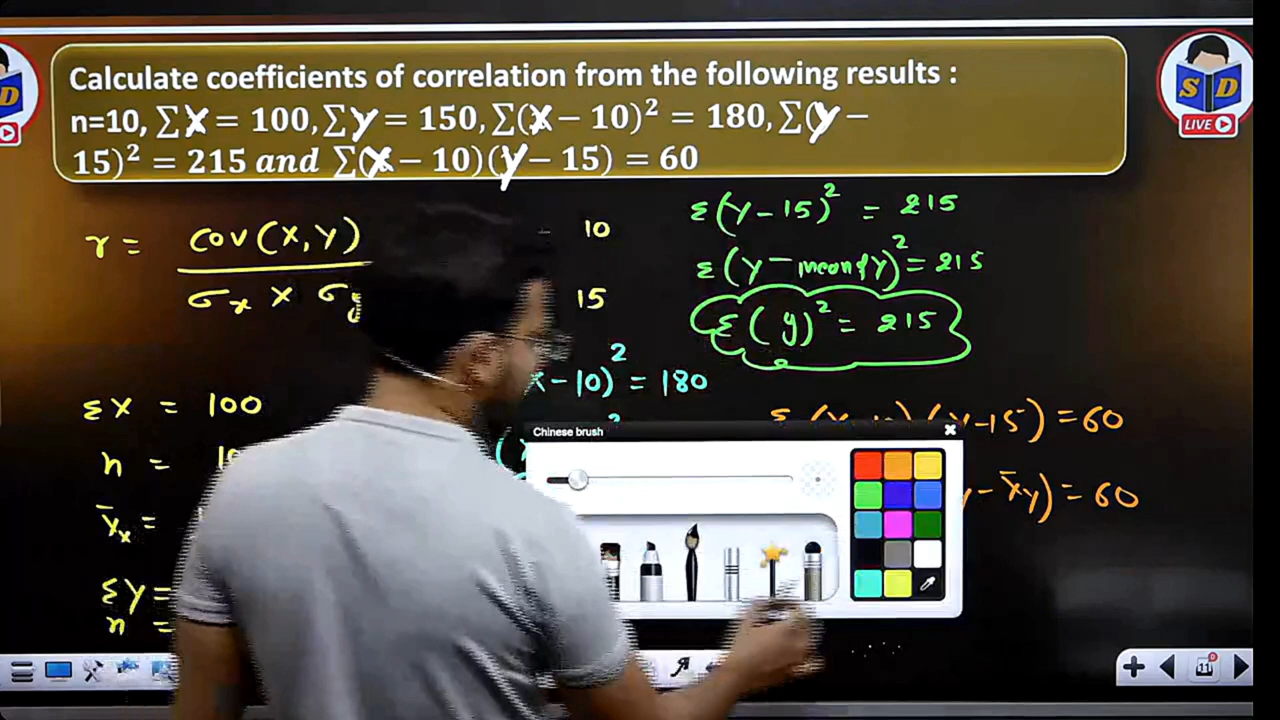 Calculate coefficients of correlation from the following results :
n=10, ∑x = 100, ∑y = 150, ∑(x − 10)² = 180, ∑(y −
15)² = 215 and ∑(x − 10)(y − 15) = 60
S D
LIVE
D
r = Cov(X, Y)
σx × σy
10
15
Σ(Y-15)² = 215
Σ(Y - mean of Y)² = 215
Σ(y)² = 215
x-10)² = 180
ΣX = 100
n =
X̄x =
ΣY =
n =
Y-15) = 60
y - X̄y) = 60
Chinese brush
11